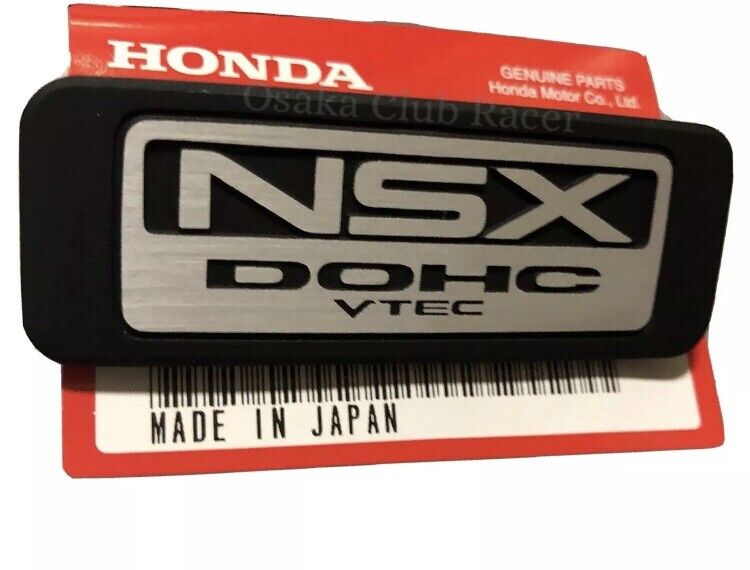 HONDA
GENUINE PARTS
Honda Motor Co., Ltd.
Osaka Club Racer
NSX
DOHC
VTEC
MADE IN JAPAN